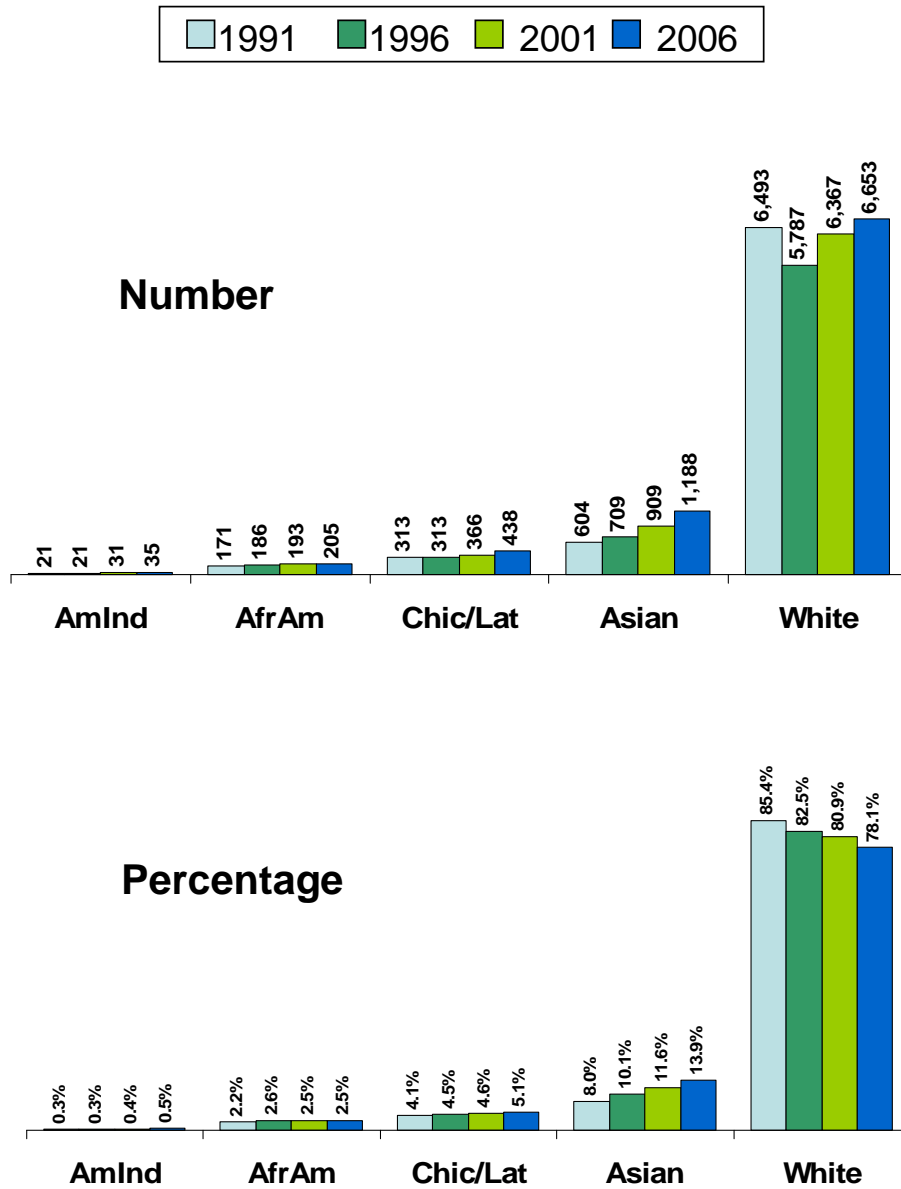 1991 1996 2001 2006
Number
21 21 31 35 171 186 193 205 313 313 366 438 604 709 909 1,188 6,493 5,787 6,367 6,653
AmInd AfrAm Chic/Lat Asian White
Percentage
0.3% 0.3% 0.4% 0.5% 2.2% 2.6% 2.5% 2.5% 4.1% 4.5% 4.6% 5.1% 8.0% 10.1% 11.6% 13.9% 85.4% 82.5% 80.9% 78.1%
AmInd AfrAm Chic/Lat Asian White